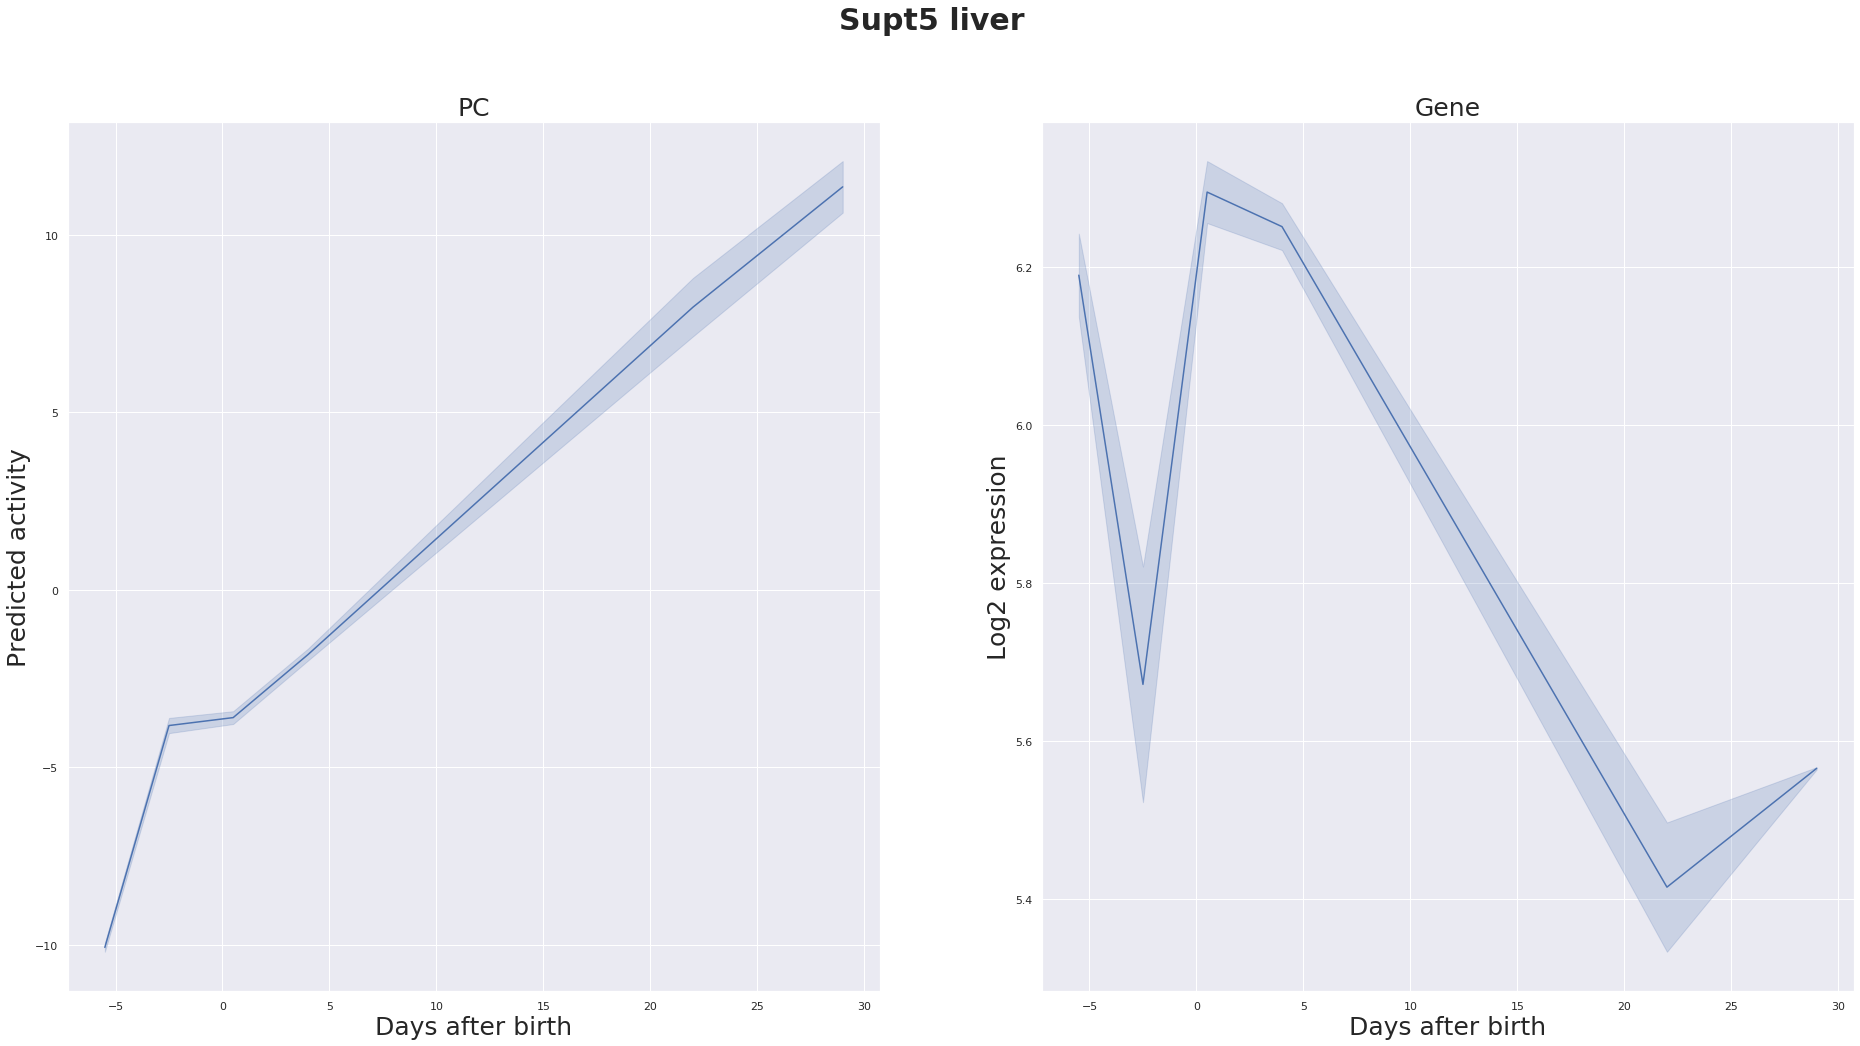 Supt5 liver
PC
Predicted activity
10
5
0
−5
−10
−5 0 5 10 15 20 25 30
Days after birth
Gene
Log2 expression
6.2
6.0
5.8
5.6
5.4
−5 0 5 10 15 20 25 30
Days after birth